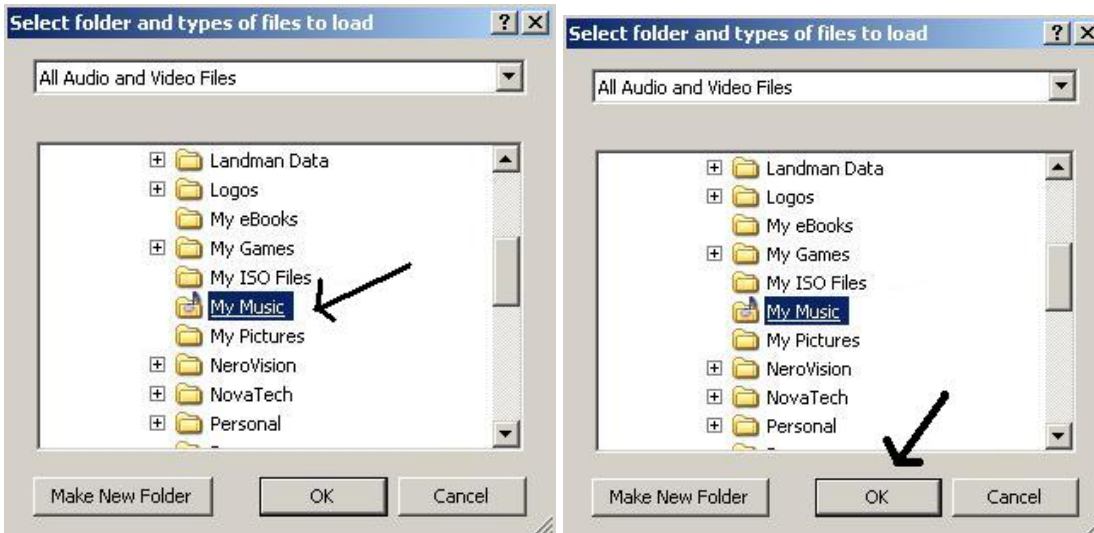 Select folder and types of files to load
All Audio and Video Files
Landman Data
Logos
My eBooks
My Games
My ISO Files
My Music
My Pictures
NeroVision
NovaTech
Personal
Make New Folder OK Cancel
Select folder and types of files to load
All Audio and Video Files
Landman Data
Logos
My eBooks
My Games
My ISO Files
My Music
My Pictures
NeroVision
NovaTech
Personal
Make New Folder OK Cancel